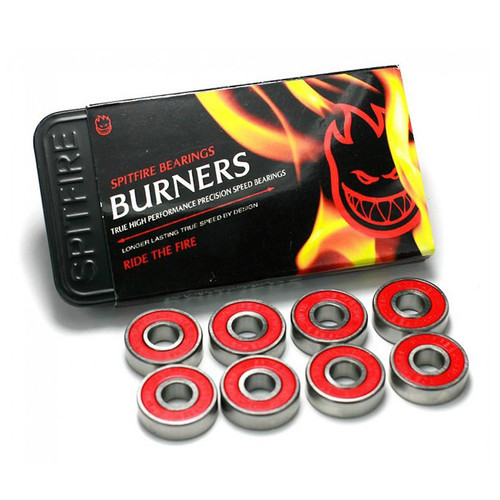 SPITFIRE
SPITFIRE BEARINGS
BURNERS
TRUE HIGH PERFORMANCE PRECISION SPEED BEARINGS
LONGER LASTING TRUE SPEED BY DESIGN
RIDE THE FIRE